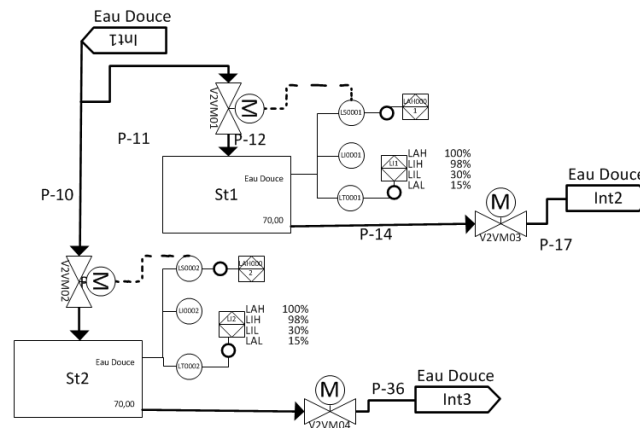 Eau Douce
Int1
V2VM01
M
LS0001
LAH000
1
P-11
P-12
Eau Douce
St1
70,00
LI0001
LT0001
LI1
LAH 100%
LIH 98%
LIL 30%
LAL 15%
P-10
P-14
M
V2VM03
Eau Douce
Int2
P-17
V2VM02
M
LS0002
LAH000
2
LI0002
LT0002
LI2
LAH 100%
LIH 98%
LIL 30%
LAL 15%
Eau Douce
St2
70,00
M
V2VM04
P-36
Eau Douce
Int3